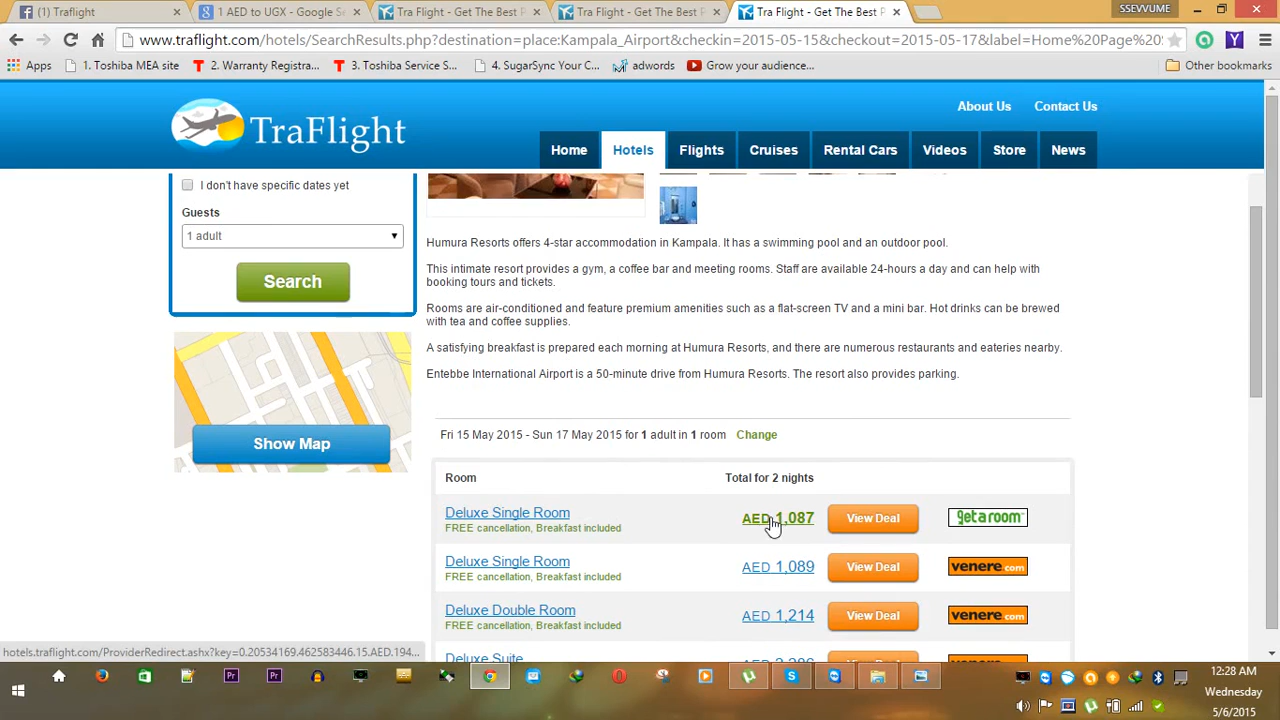 (1) Traflight
1 AED to UGX - Google Se
Tra Flight - Get The Best P
Tra Flight - Get The Best P
Tra Flight - Get The Best P
SSEVVUME
www.traflight.com/hotels/SearchResults.php?destination=place:Kampala_Airport&checkin=2015-05-15&checkout=2015-05-17&label=Home%20Page%20
Apps
1. Toshiba MEA site
2. Warranty Registra...
3. Toshiba Service S...
4. SugarSync Your C...
adwords
Grow your audience...
Other bookmarks
About Us
Contact Us
TraFlight
Home
Hotels
Flights
Cruises
Rental Cars
Videos
Store
News
I don't have specific dates yet
Guests
1 adult
Search
Show Map
Humura Resorts offers 4-star accommodation in Kampala. It has a swimming pool and an outdoor pool.
This intimate resort provides a gym, a coffee bar and meeting rooms. Staff are available 24-hours a day and can help with
booking tours and tickets.
Rooms are air-conditioned and feature premium amenities such as a flat-screen TV and a mini bar. Hot drinks can be brewed
with tea and coffee supplies.
A satisfying breakfast is prepared each morning at Humura Resorts, and there are numerous restaurants and eateries nearby.
Entebbe International Airport is a 50-minute drive from Humura Resorts. The resort also provides parking.
Fri 15 May 2015 - Sun 17 May 2015 for 1 adult in 1 room Change
Room Total for 2 nights
Deluxe Single Room AED 1,087 View Deal getaroom
FREE cancellation, Breakfast included
Deluxe Single Room AED 1,089 View Deal venere.com
FREE cancellation, Breakfast included
Deluxe Double Room AED 1,214 View Deal venere.com
FREE cancellation, Breakfast included
Deluxe Suite
hotels.traflight.com/ProviderRedirect.ashx?key=0.20534169.462583446.15.AED.194...
12:28 AM
Wednesday
5/6/2015